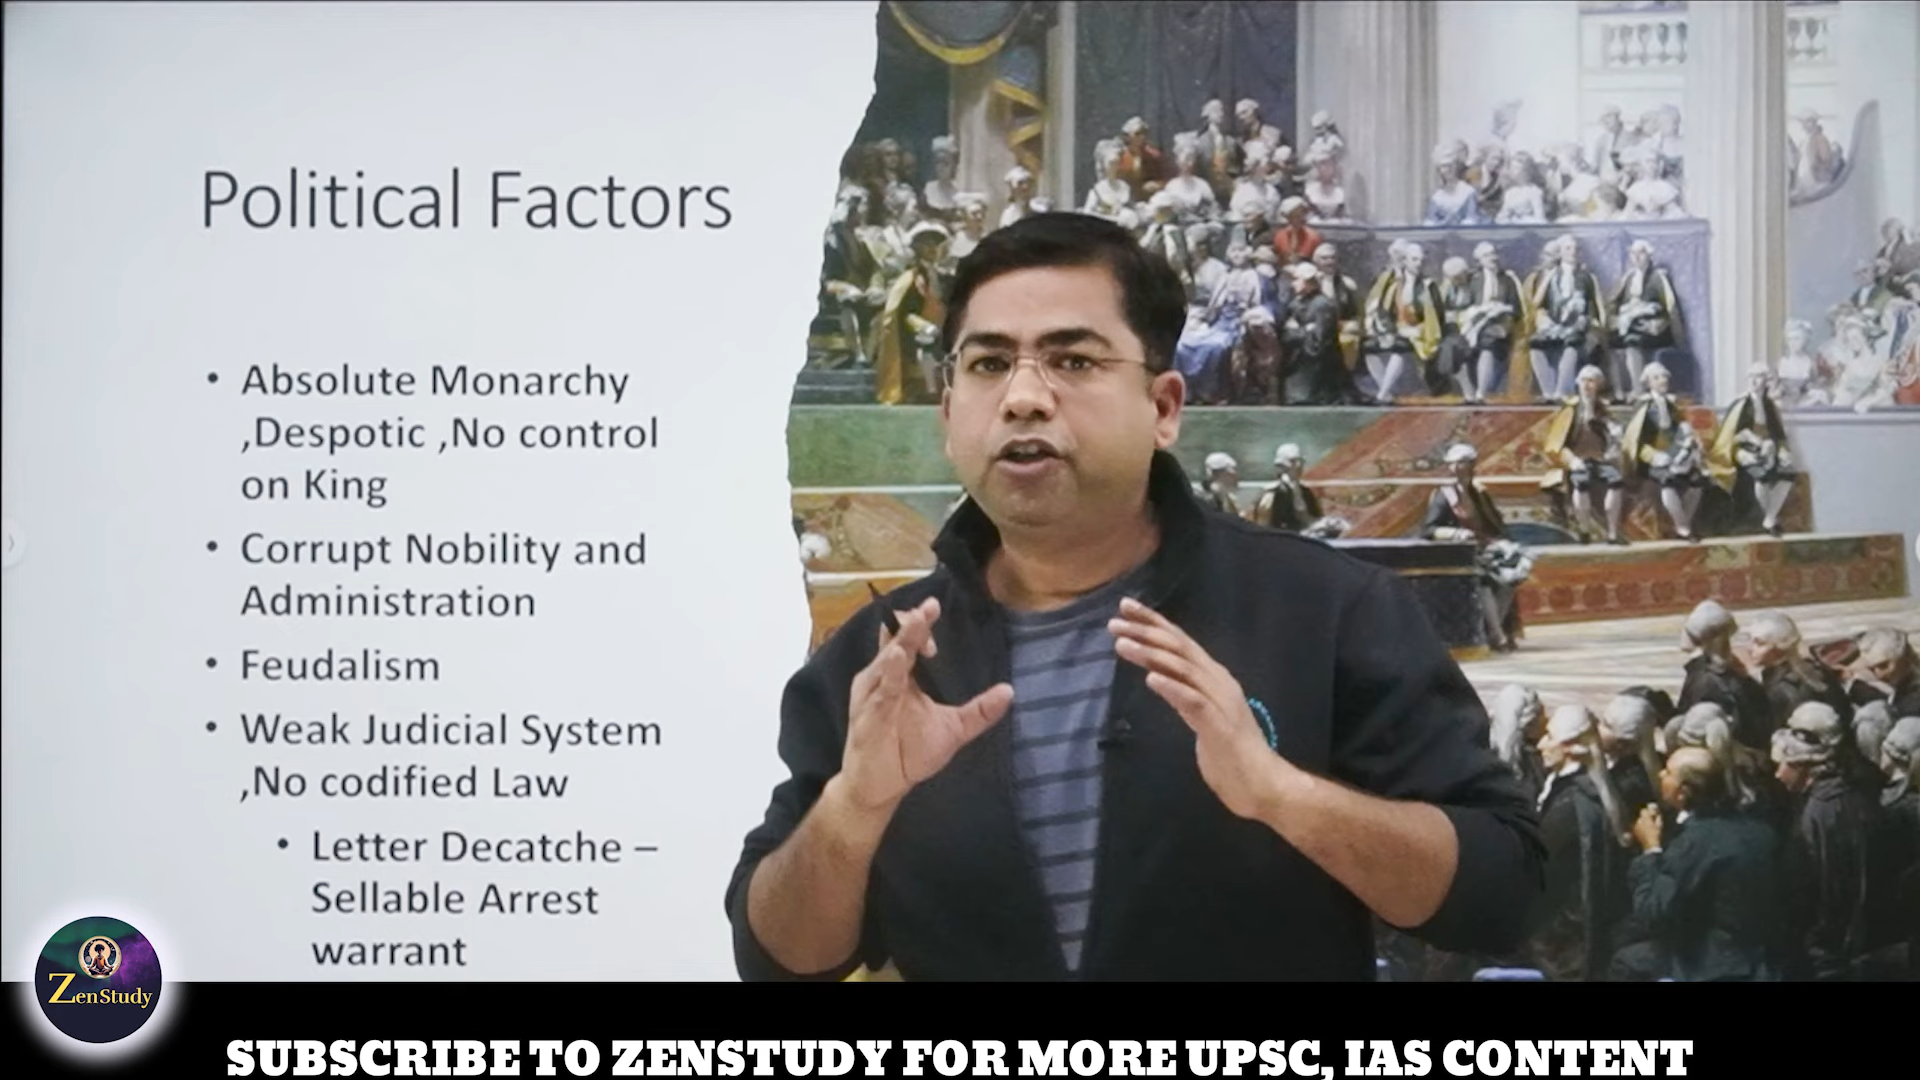 Political Factors
• Absolute Monarchy
,Despotic ,No control
on King
• Corrupt Nobility and
Administration
• Feudalism
• Weak Judicial System
,No codified Law
• Letter Decatche –
Sellable Arrest
warrant
ZenStudy
SUBSCRIBE TO ZENSTUDY FOR MORE UPSC, IAS CONTENT